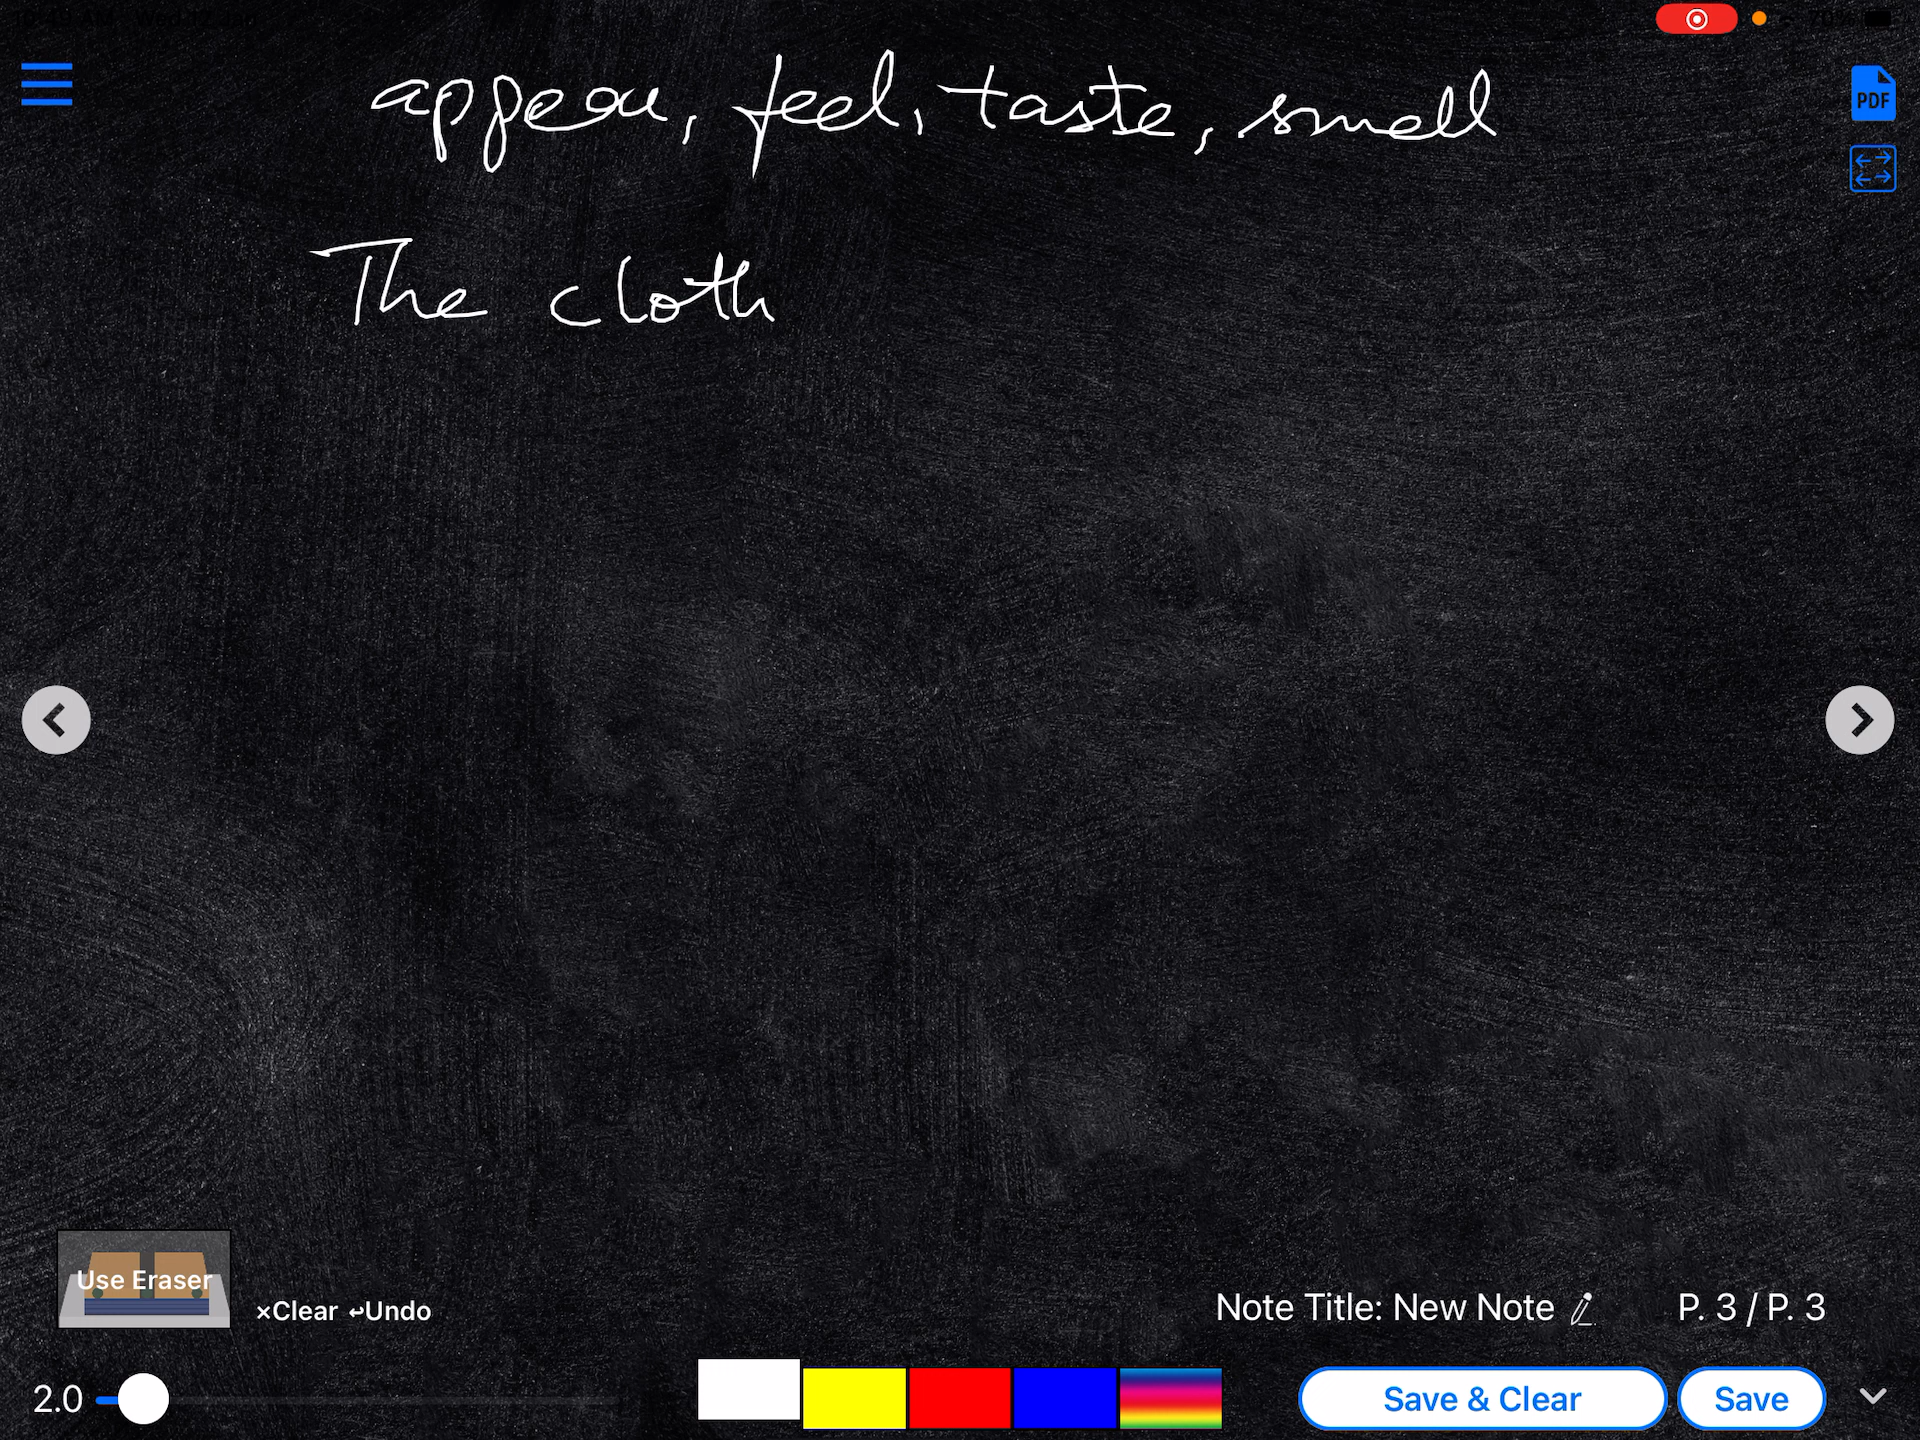 appear, feel, taste, smell
The cloth
PDF
Use Eraser
×Clear ↩Undo
Note Title: New Note
P. 3 / P. 3
2.0
Save & Clear
Save